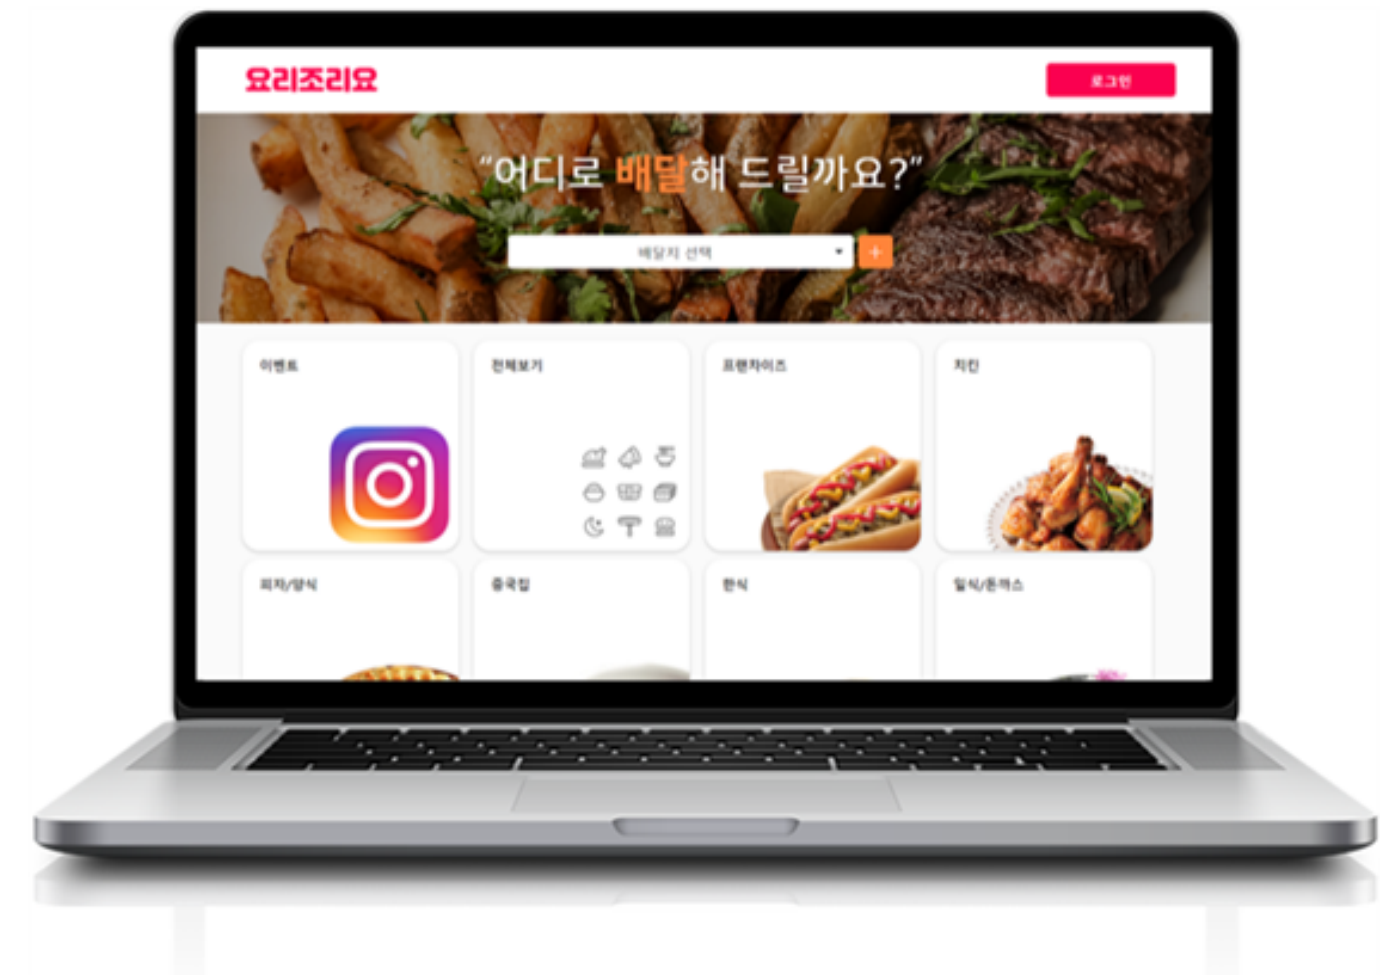 요리조리요
로그인
“어디로 배달해 드릴까요?”
배달지 선택
+
이벤트
전체보기
프랜차이즈
치킨
피자/양식
중국집
한식
일식/돈까스